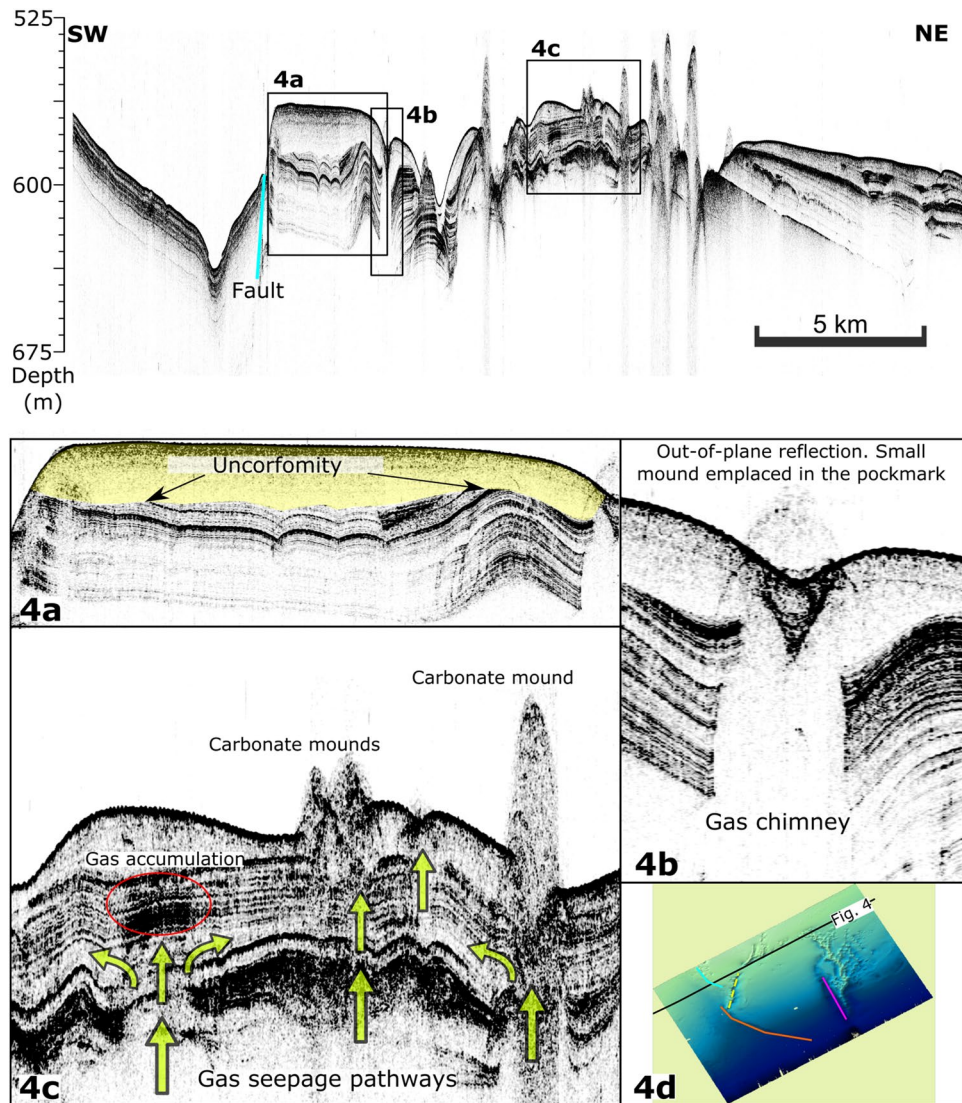 525
SW
NE
4a
4b
4c
600
Fault
5 km
675
Depth
(m)
Uncorfomity
4a
Out-of-plane reflection. Small
mound emplaced in the pockmark
Gas chimney
4b
Carbonate mound
Carbonate mounds
Gas accumulation
Gas seepage pathways
4c
Fig. 4-
4d